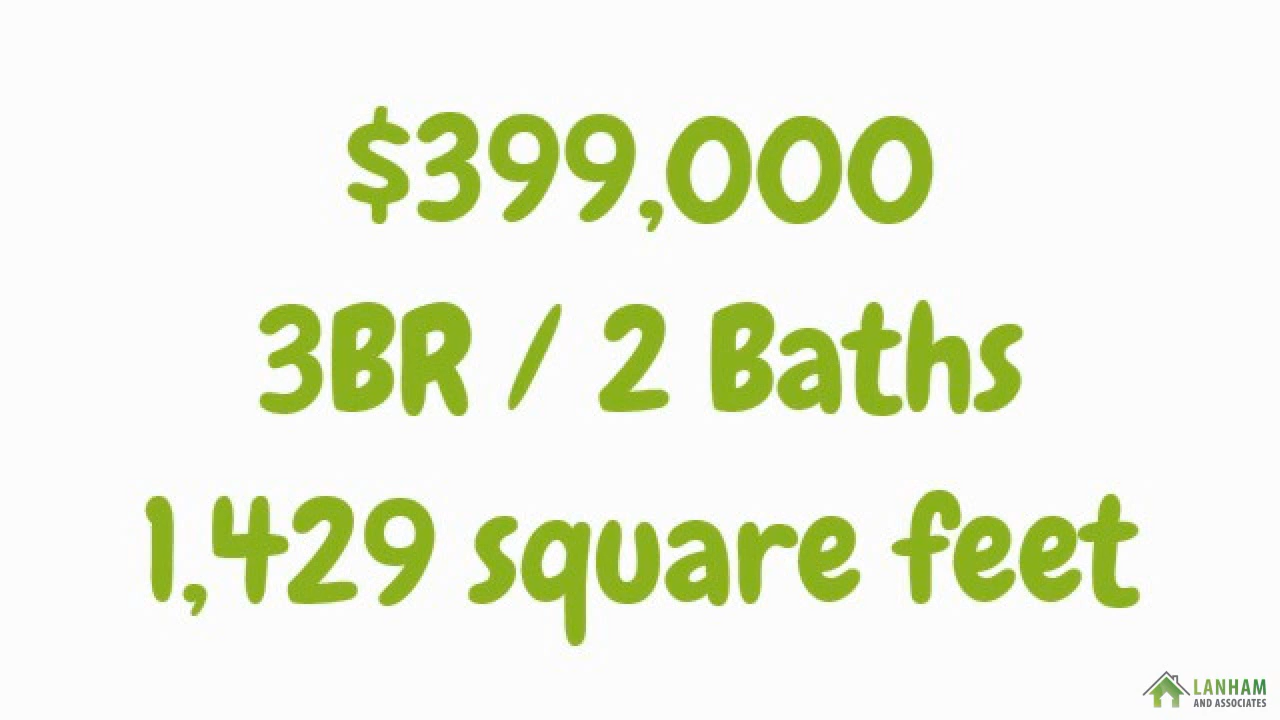 $399,000
3BR / 2 Baths
1,429 square feet
LANHAM
AND ASSOCIATES